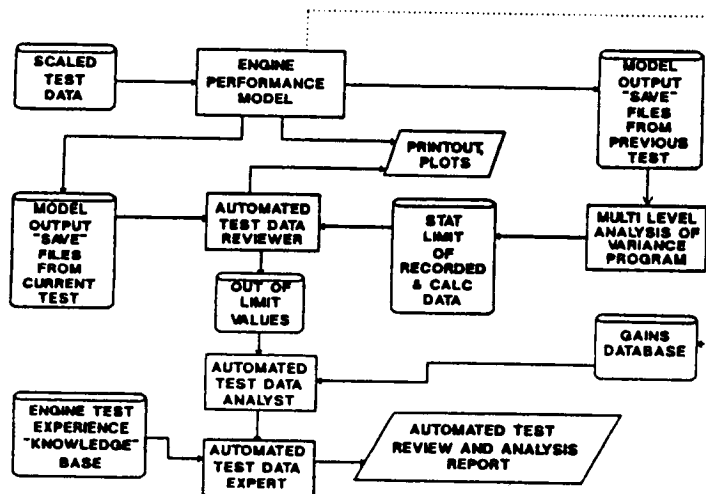 SCALED
TEST
DATA
ENGINE
PERFORMANCE
MODEL
MODEL
OUTPUT
"SAVE"
FILES
FROM
PREVIOUS
TEST
PRINTOUT,
PLOTS
MODEL
OUTPUT
"SAVE"
FILES
FROM
CURRENT
TEST
AUTOMATED
TEST DATA
REVIEWER
STAT
LIMIT
OF
RECORDED
& CALC
DATA
MULTI LEVEL
ANALYSIS OF
VARIANCE
PROGRAM
OUT OF
LIMIT
VALUES
GAINS
DATABASE
AUTOMATED
TEST DATA
ANALYST
ENGINE TEST
EXPERIENCE
"KNOWLEDGE"
BASE
AUTOMATED
TEST DATA
EXPERT
AUTOMATED TEST
REVIEW AND ANALYSIS
REPORT